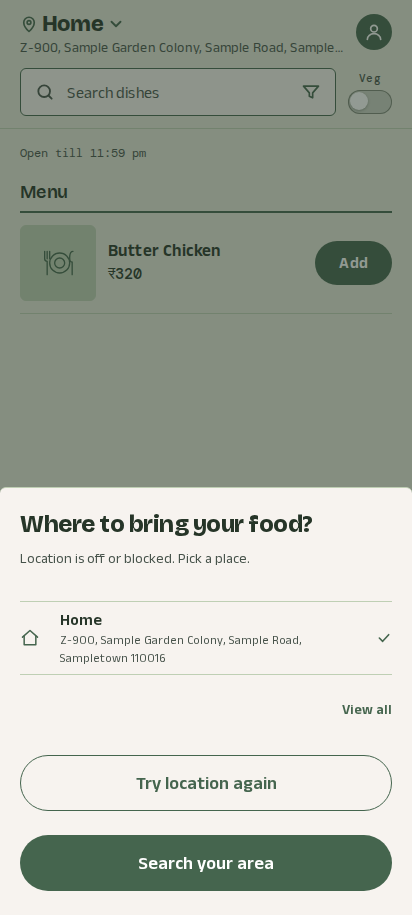 Home
Z-900, Sample Garden Colony, Sample Road, Sample...
Search dishes
Veg
Open till 11:59 pm
Menu
Butter Chicken
₹320
Add
Where to bring your food?
Location is off or blocked. Pick a place.
Home
Z-900, Sample Garden Colony, Sample Road,
Sampletown 110016
View all
Try location again
Search your area